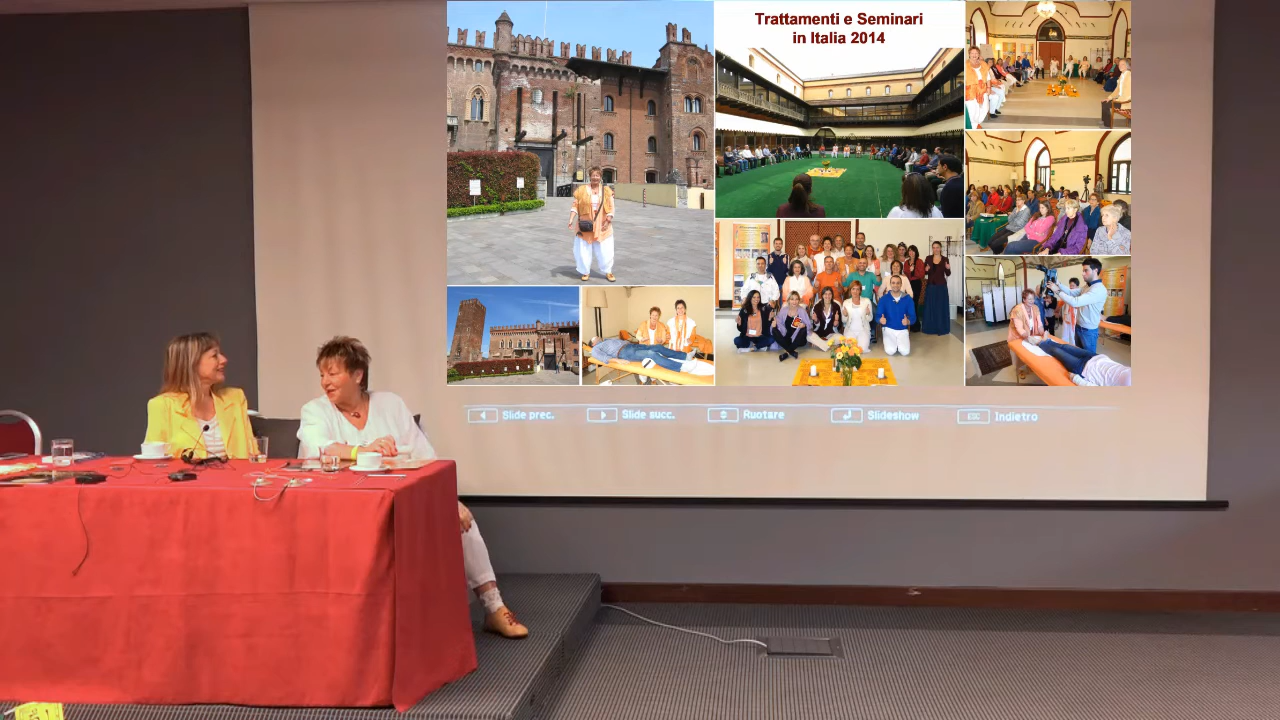 Trattamenti e Seminari
in Italia 2014
Slide prec. Slide succ. Ruotare ESC Slideshow Indietro